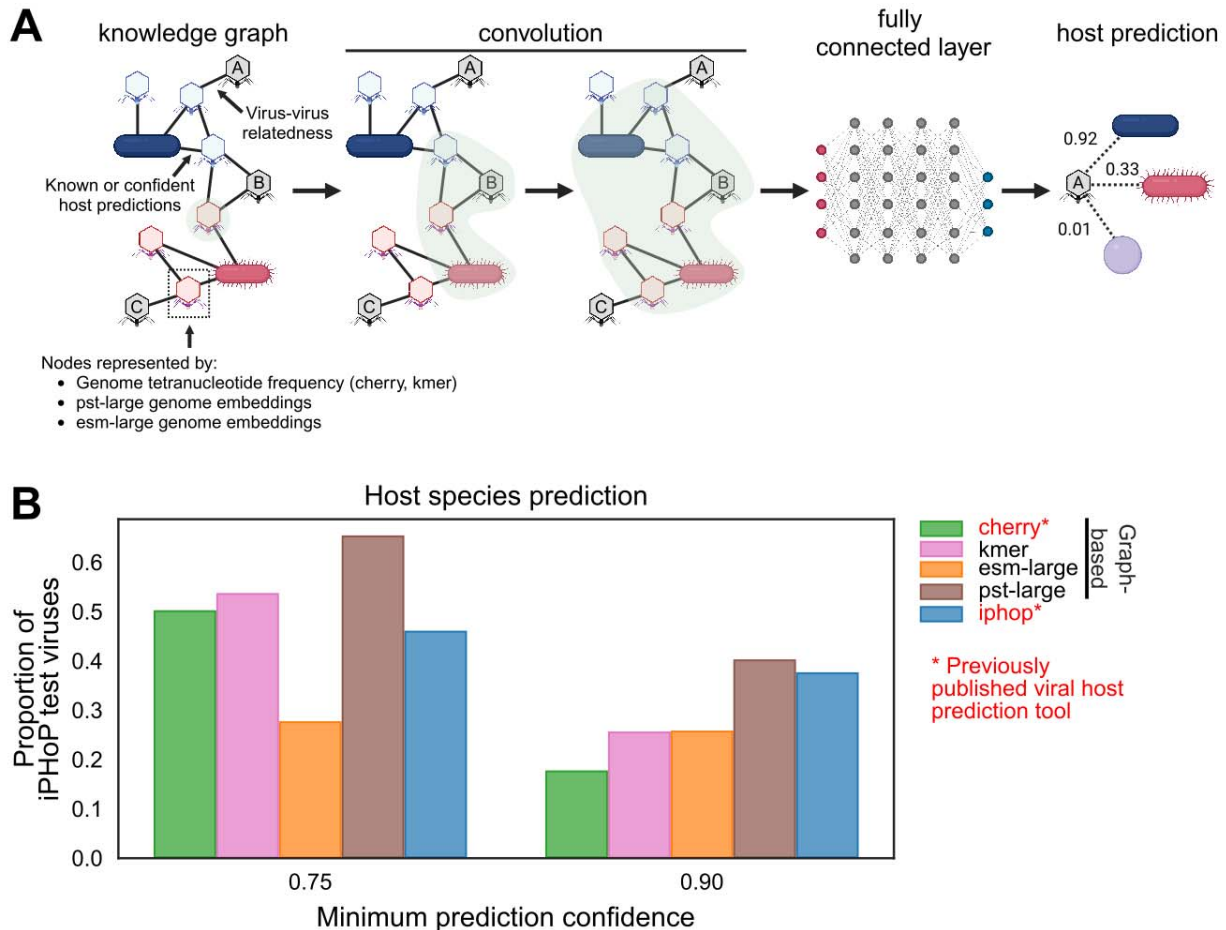 A
knowledge graph
convolution
fully
connected layer
host prediction
A
Virus-virus
relatedness
Known or confident
host predictions
B
C
A
B
C
A
B
C
0.92
A
0.33
0.01
Nodes represented by:
• Genome tetranucleotide frequency (cherry, kmer)
• pst-large genome embeddings
• esm-large genome embeddings
B
Host species prediction
Proportion of
iPHoP test viruses
0.6
0.5
0.4
0.3
0.2
0.1
0.0
0.75
0.90
Minimum prediction confidence
cherry*
kmer
esm-large
pst-large
iphop*
Graph-
based
* Previously
published viral host
prediction tool